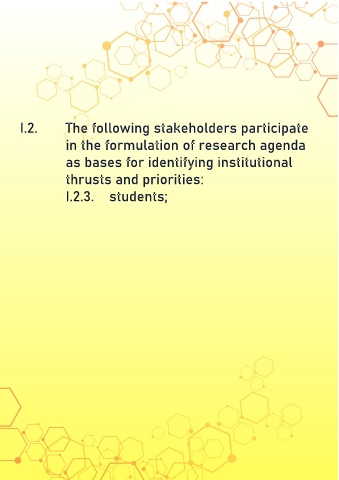 I.2. The following stakeholders participate
in the formulation of research agenda
as bases for identifying institutional
thrusts and priorities:
I.2.3. students;